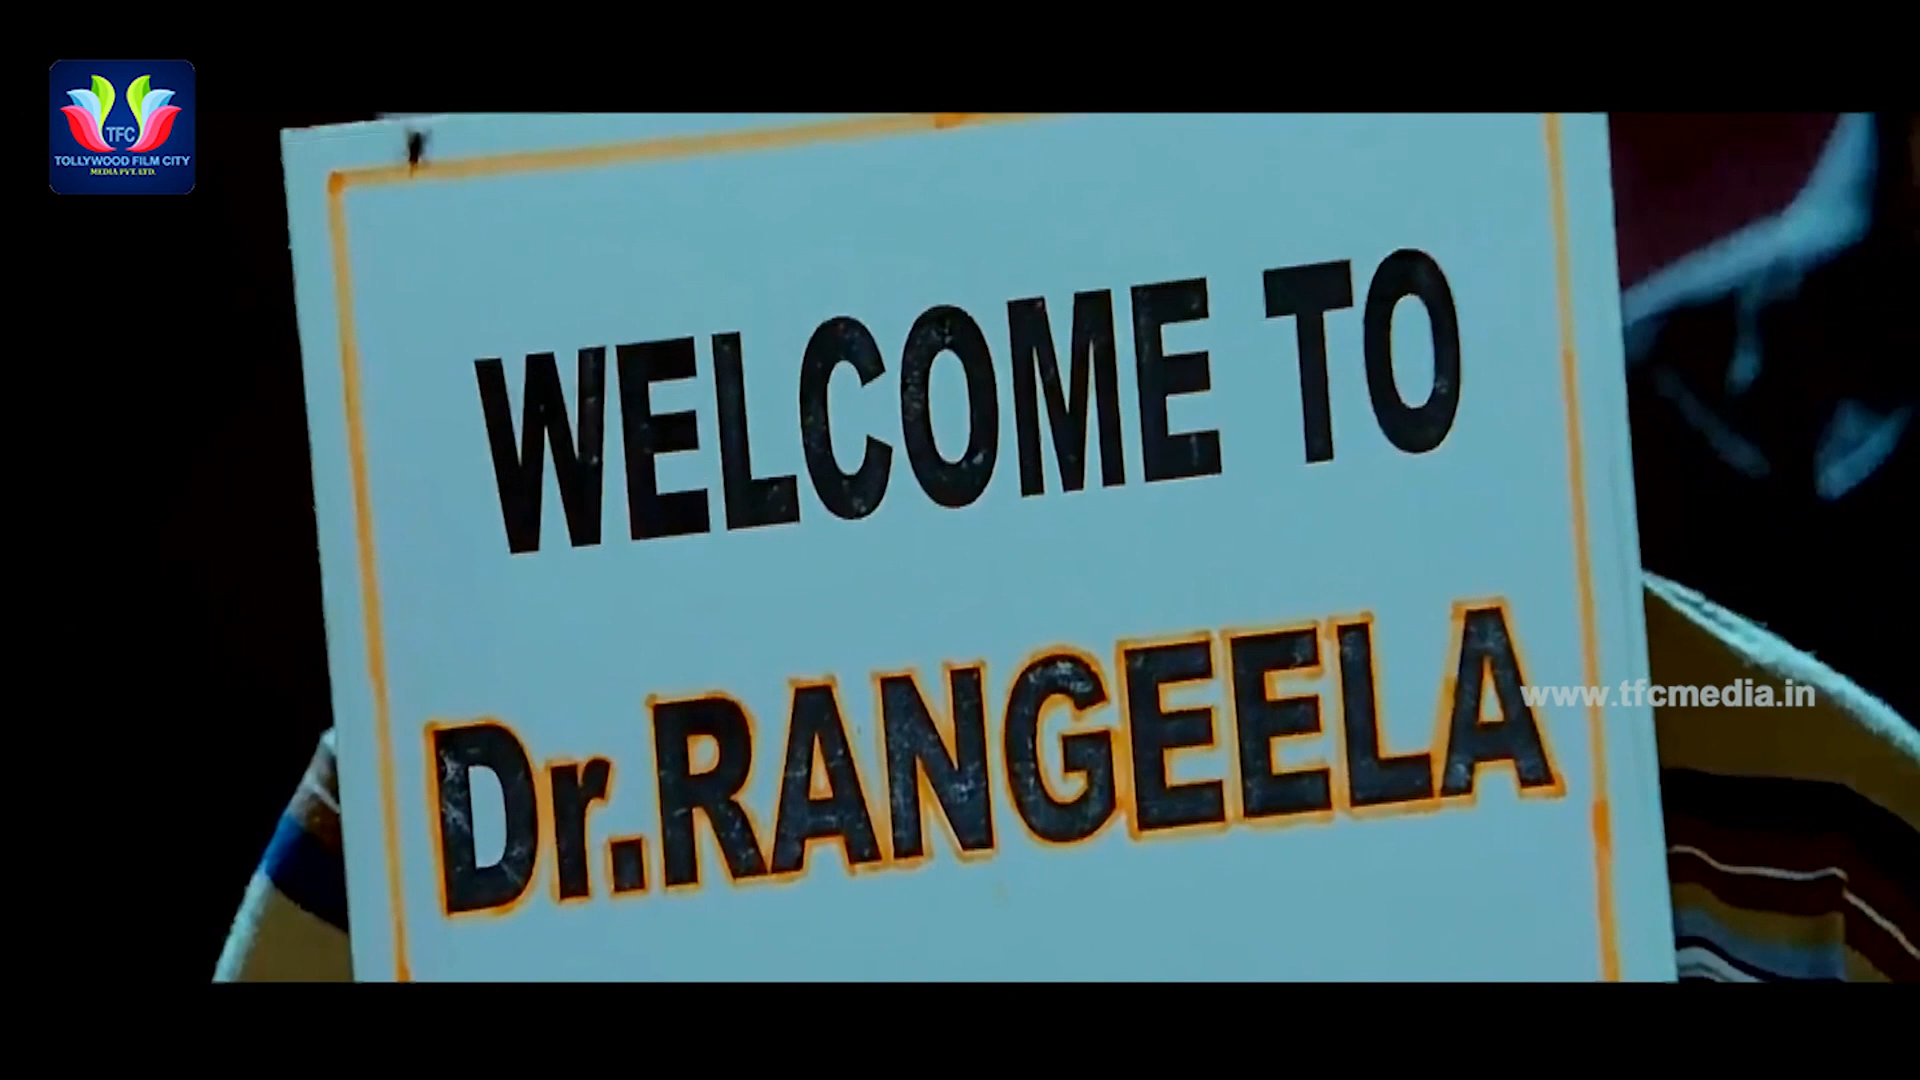 TFC
TOLLYWOOD FILM CITY
MEDIA PVT. LTD.
WELCOME TO
Dr.RANGEELA
www.tfcmedia.in